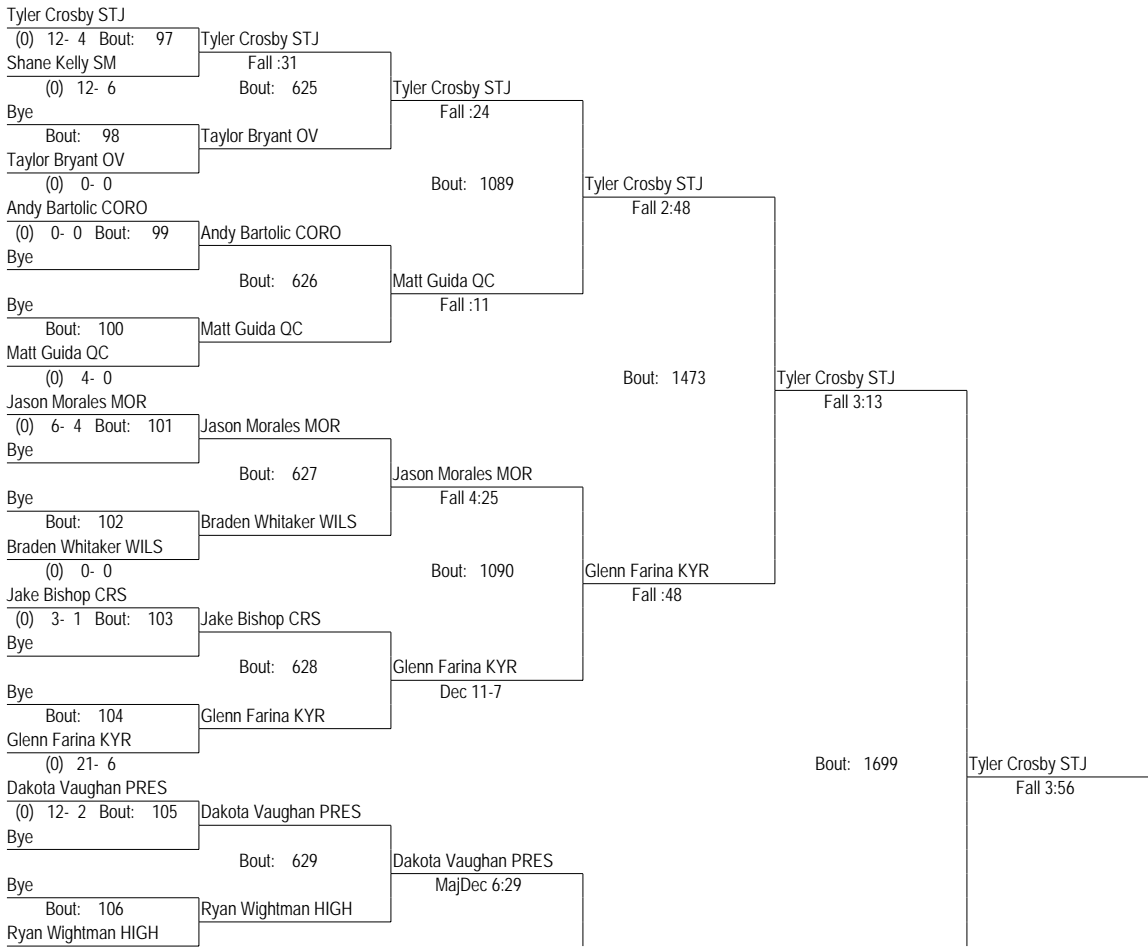 Tyler Crosby STJ
(0) 12- 4 Bout: 97 Tyler Crosby STJ
Shane Kelly SM Fall :31
(0) 12- 6 Bout: 625 Tyler Crosby STJ
Bye Fall :24
Bout: 98 Taylor Bryant OV
Taylor Bryant OV
(0) 0- 0 Bout: 1089 Tyler Crosby STJ
Andy Bartolic CORO Fall 2:48
(0) 0- 0 Bout: 99 Andy Bartolic CORO
Bye
Bout: 626 Matt Guida QC
Bye Fall :11
Bout: 100 Matt Guida QC
Matt Guida QC
(0) 4- 0 Bout: 1473 Tyler Crosby STJ
Jason Morales MOR Fall 3:13
(0) 6- 4 Bout: 101 Jason Morales MOR
Bye
Bout: 627 Jason Morales MOR
Bye Fall 4:25
Bout: 102 Braden Whitaker WILS
Braden Whitaker WILS
(0) 0- 0 Bout: 1090 Glenn Farina KYR
Jake Bishop CRS Fall :48
(0) 3- 1 Bout: 103 Jake Bishop CRS
Bye
Bout: 628 Glenn Farina KYR
Bye Dec 11-7
Bout: 104 Glenn Farina KYR
Glenn Farina KYR
(0) 21- 6 Bout: 1699 Tyler Crosby STJ
Dakota Vaughan PRES Fall 3:56
(0) 12- 2 Bout: 105 Dakota Vaughan PRES
Bye
Bout: 629 Dakota Vaughan PRES
Bye MajDec 6:29
Bout: 106 Ryan Wightman HIGH
Ryan Wightman HIGH